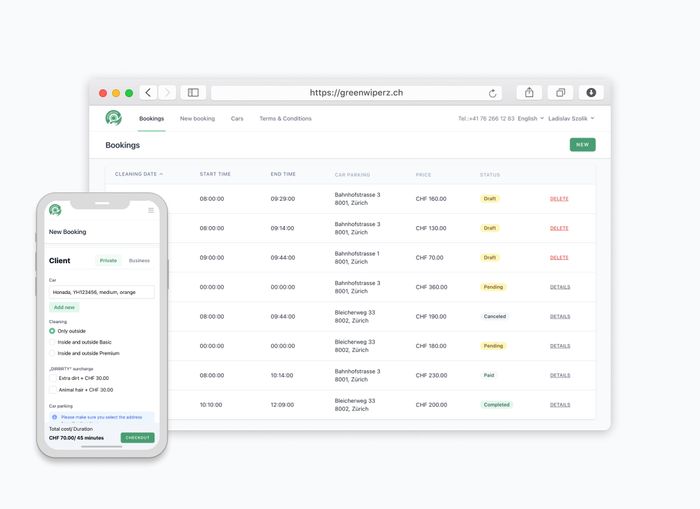 https://greenwiperz.ch
Bookings New booking Cars Terms & Conditions Tel.:+41 76 266 12 63 English Ladislav Szolik
Bookings NEW
CLEANING DATE START TIME END TIME CAR PARKING PRICE STATUS
08:00:00 09:29:00 Bahnhofstrasse 3 CHF 160.00 Draft DELETE
8001, Zürich
08:00:00 09:14:00 Bahnhofstrasse 3 CHF 130.00 Draft DELETE
8001, Zürich
09:00:00 09:44:00 Bahnhofstrasse 1 CHF 70.00 Draft DELETE
8001, Zürich
00:00:00 00:00:00 Bahnhofstrasse 3 CHF 360.00 Pending DETAILS
8001, Zürich
08:00:00 09:44:00 Bleicherweg 33 CHF 190.00 Canceled DETAILS
8002, Zürich
00:00:00 00:00:00 Bleicherweg 33 CHF 180.00 Pending DETAILS
8002, Zürich
08:00:00 10:14:00 Bahnhofstrasse 3 CHF 230.00 Paid DETAILS
8001, Zürich
10:10:00 12:09:00 Bleicherweg 33 CHF 200.00 Completed DETAILS
8002, Zürich
New Booking
Client Private Business
Car
Honada, YH123456, medium, orange
Add new
Cleaning
Only outside
Inside and outside Basic
Inside and outside Premium
„DIRRRTY" surcharge
Extra dirt + CHF 30.00
Animal hair + CHF 30.00
Car parking
Please make sure you select the address
Total cost/ Duration
CHF 70.00/ 45 minutes CHECKOUT